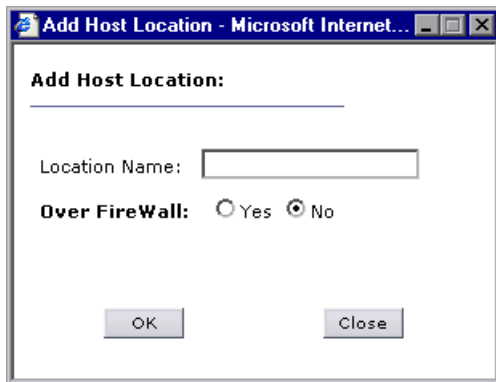 Add Host Location - Microsoft Internet...
Add Host Location:
Location Name:
Over FireWall: Yes No
OK Close